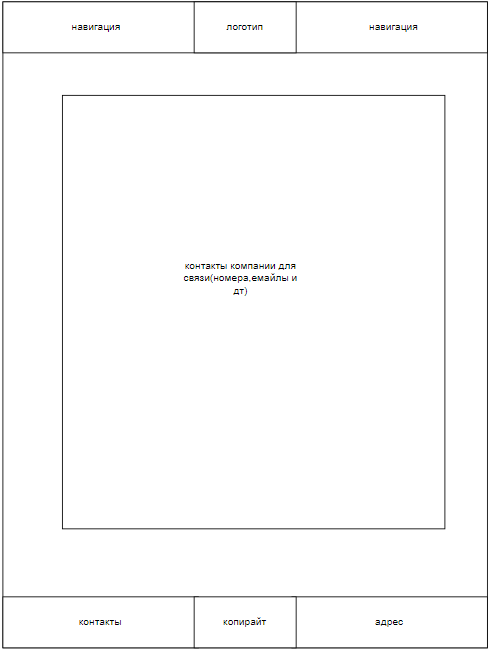 навигация
логотип
навигация
контакты компании для
связи(номера,емайлы и
дт)
контакты
копирайт
адрес